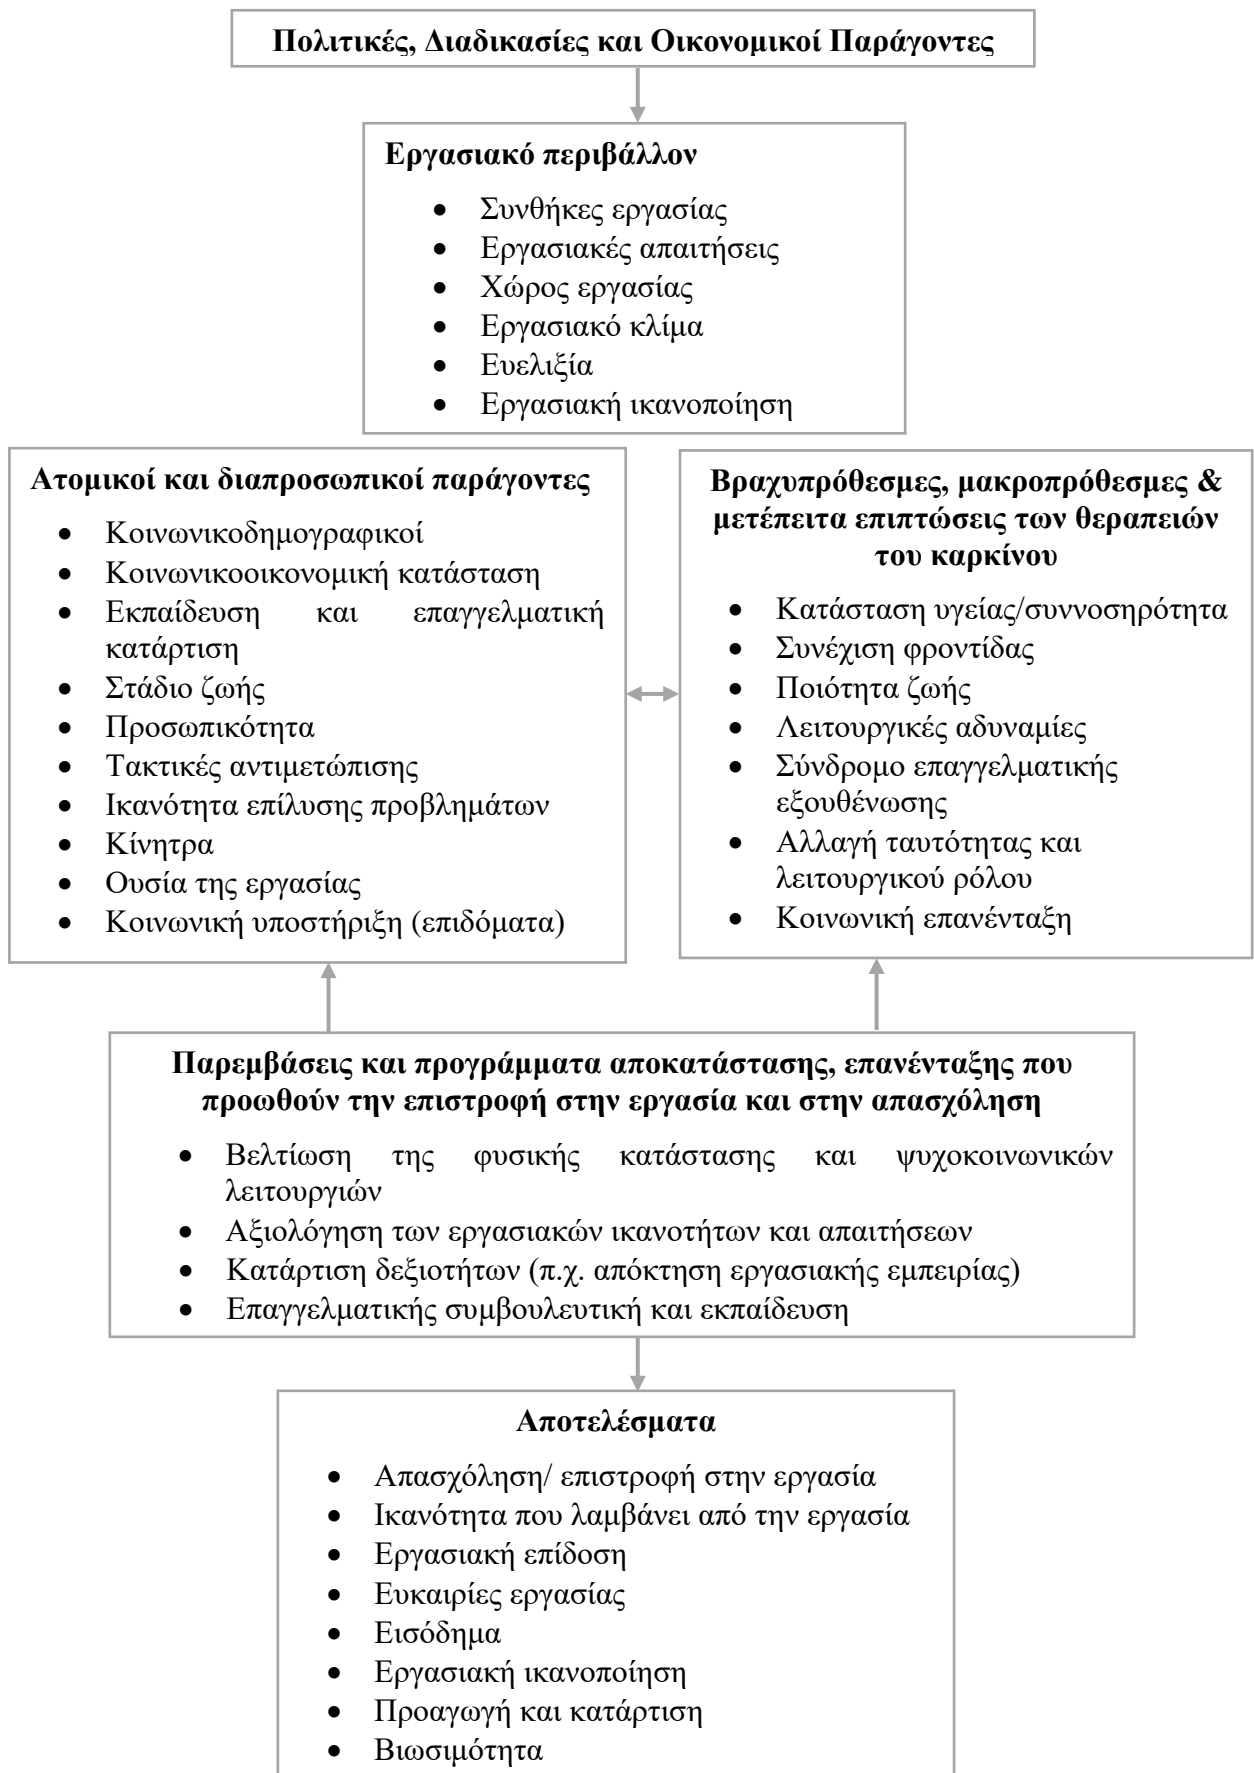 Πολιτικές, Διαδικασίες και Οικονομικοί Παράγοντες
Εργασιακό περιβάλλον
• Συνθήκες εργασίας
• Εργασιακές απαιτήσεις
• Χώρος εργασίας
• Εργασιακό κλίμα
• Ευελιξία
• Εργασιακή ικανοποίηση
Ατομικοί και διαπροσωπικοί παράγοντες
• Κοινωνικοδημογραφικοί
• Κοινωνικοοικονομική κατάσταση
• Εκπαίδευση και επαγγελματική
κατάρτιση
• Στάδιο ζωής
• Προσωπικότητα
• Τακτικές αντιμετώπισης
• Ικανότητα επίλυσης προβλημάτων
• Κίνητρα
• Ουσία της εργασίας
• Κοινωνική υποστήριξη (επιδόματα)
Βραχυπρόθεσμες, μακροπρόθεσμες &
μετέπειτα επιπτώσεις των θεραπειών
του καρκίνου
• Κατάσταση υγείας/συννοσηρότητα
• Συνέχιση φροντίδας
• Ποιότητα ζωής
• Λειτουργικές αδυναμίες
• Σύνδρομο επαγγελματικής
εξουθένωσης
• Αλλαγή ταυτότητας και
λειτουργικού ρόλου
• Κοινωνική επανένταξη
Παρεμβάσεις και προγράμματα αποκατάστασης, επανένταξης που
προωθούν την επιστροφή στην εργασία και στην απασχόληση
• Βελτίωση της φυσικής κατάστασης και ψυχοκοινωνικών
λειτουργιών
• Αξιολόγηση των εργασιακών ικανοτήτων και απαιτήσεων
• Κατάρτιση δεξιοτήτων (π.χ. απόκτηση εργασιακής εμπειρίας)
• Επαγγελματικής συμβουλευτική και εκπαίδευση
Αποτελέσματα
• Απασχόληση/ επιστροφή στην εργασία
• Ικανότητα που λαμβάνει από την εργασία
• Εργασιακή επίδοση
• Ευκαιρίες εργασίας
• Εισόδημα
• Εργασιακή ικανοποίηση
• Προαγωγή και κατάρτιση
• Βιωσιμότητα